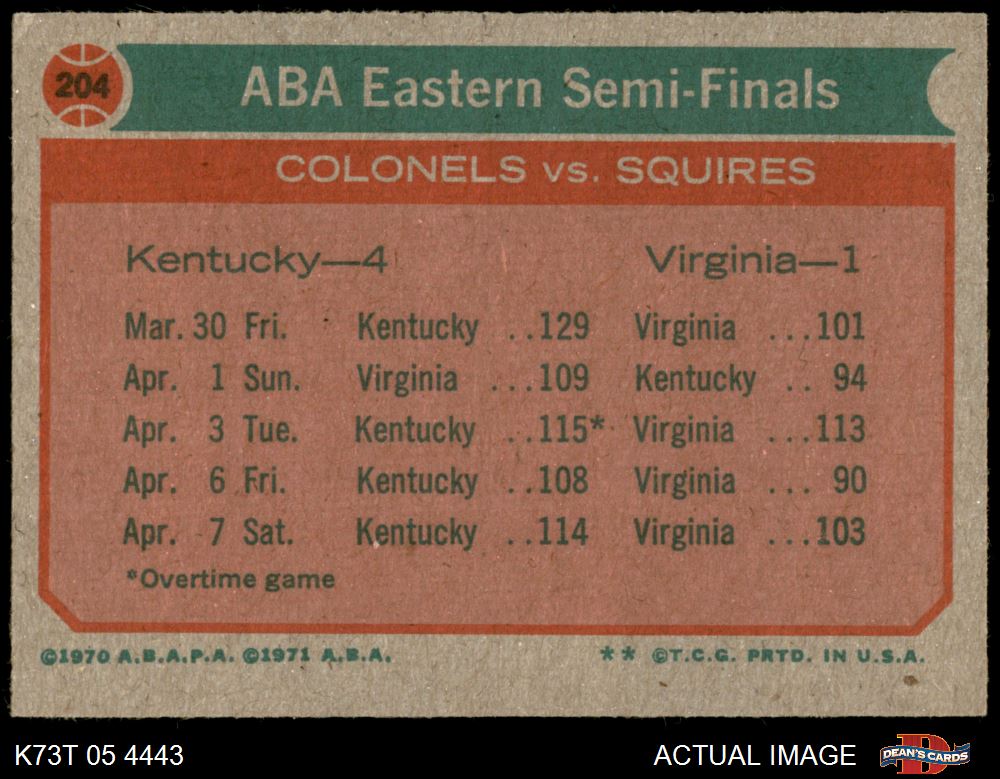 204
ABA Eastern Semi-Finals
COLONELS vs. SQUIRES
Kentucky—4 Virginia—1
Mar. 30 Fri. Kentucky ..129 Virginia ...101
Apr. 1 Sun. Virginia ...109 Kentucky .. 94
Apr. 3 Tue. Kentucky ..115* Virginia ...113
Apr. 6 Fri. Kentucky ..108 Virginia ... 90
Apr. 7 Sat. Kentucky ..114 Virginia ...103
*Overtime game
©1970 A.B.A.P.A. ©1971 A.B.A. ** ©T.C.G. PRTD. IN U.S.A.
K73T 05 4443 ACTUAL IMAGE DEAN'S CARDS